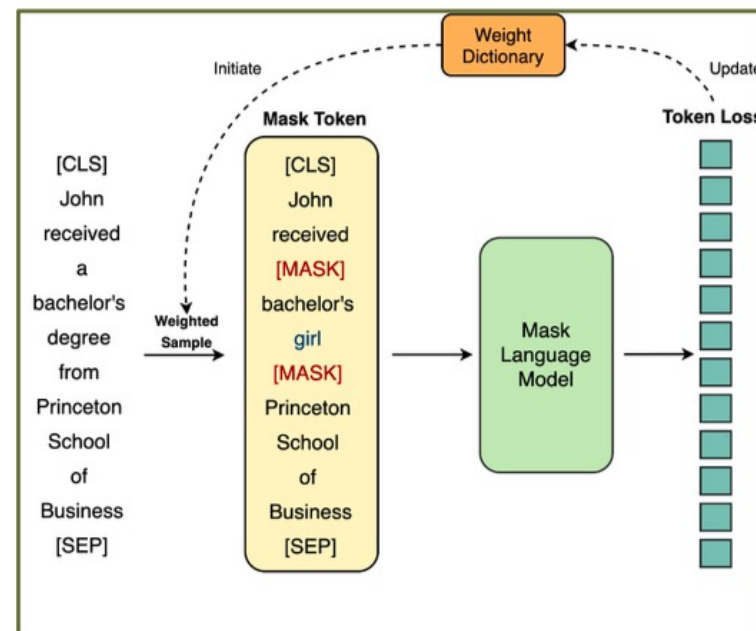 Weight
Dictionary
Initiate
Update
Mask Token
Token Loss
[CLS]
John
received
a
bachelor's
degree
from
Princeton
School
of
Business
[SEP]
Weighted
Sample
[CLS]
John
received
[MASK]
bachelor's
girl
[MASK]
Princeton
School
of
Business
[SEP]
Mask
Language
Model